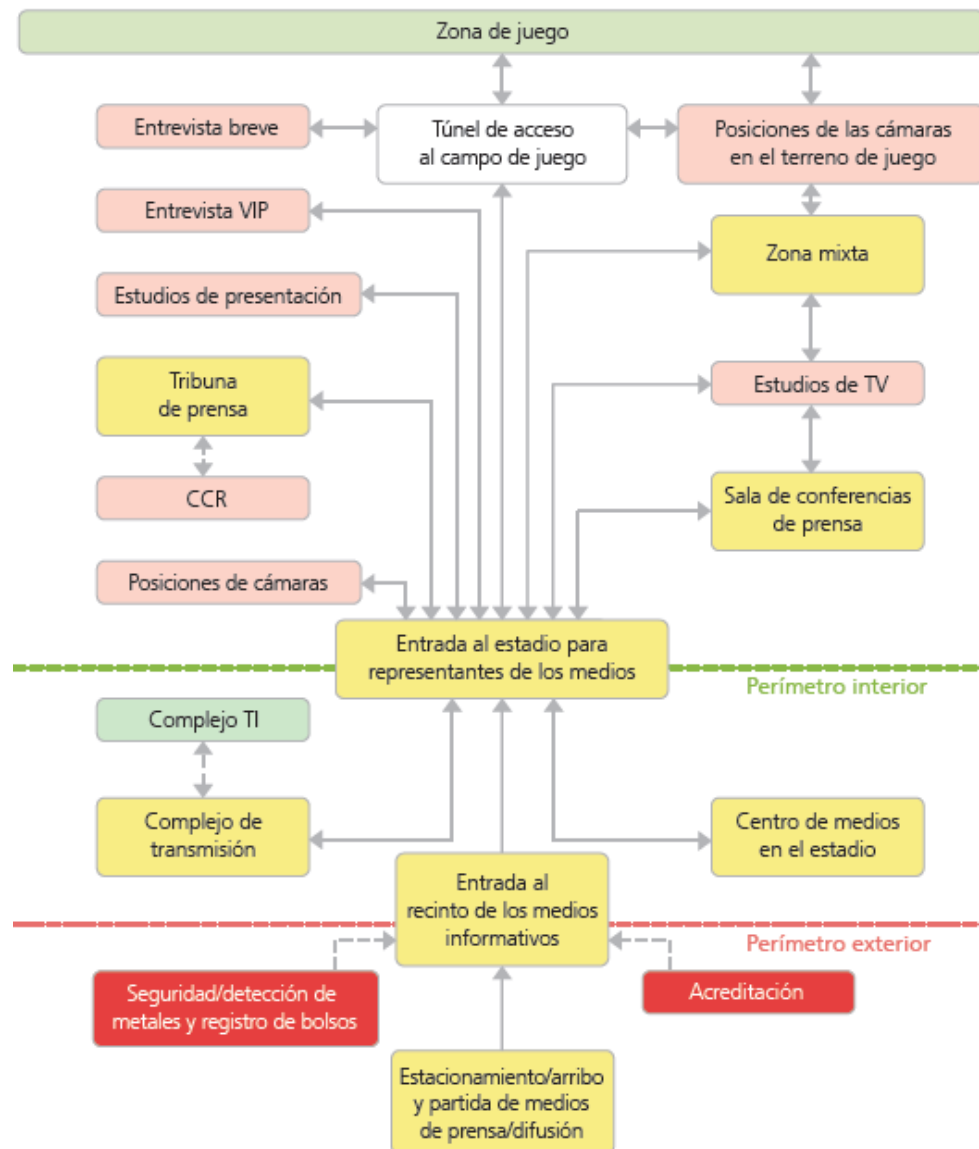 Zona de juego
Entrevista breve
Túnel de acceso
al campo de juego
Posiciones de las cámaras
en el terreno de juego
Entrevista VIP
Zona mixta
Estudios de presentación
Tribuna
de prensa
Estudios de TV
CCR
Sala de conferencias
de prensa
Posiciones de cámaras
Entrada al estadio para
representantes de los medios
Perímetro interior
Complejo TI
Complejo de
transmisión
Centro de medios
en el estadio
Entrada al
recinto de los medios
informativos
Perímetro exterior
Seguridad/detección de
metales y registro de bolsos
Acreditación
Estacionamiento/arribo
y partida de medios
de prensa/difusión